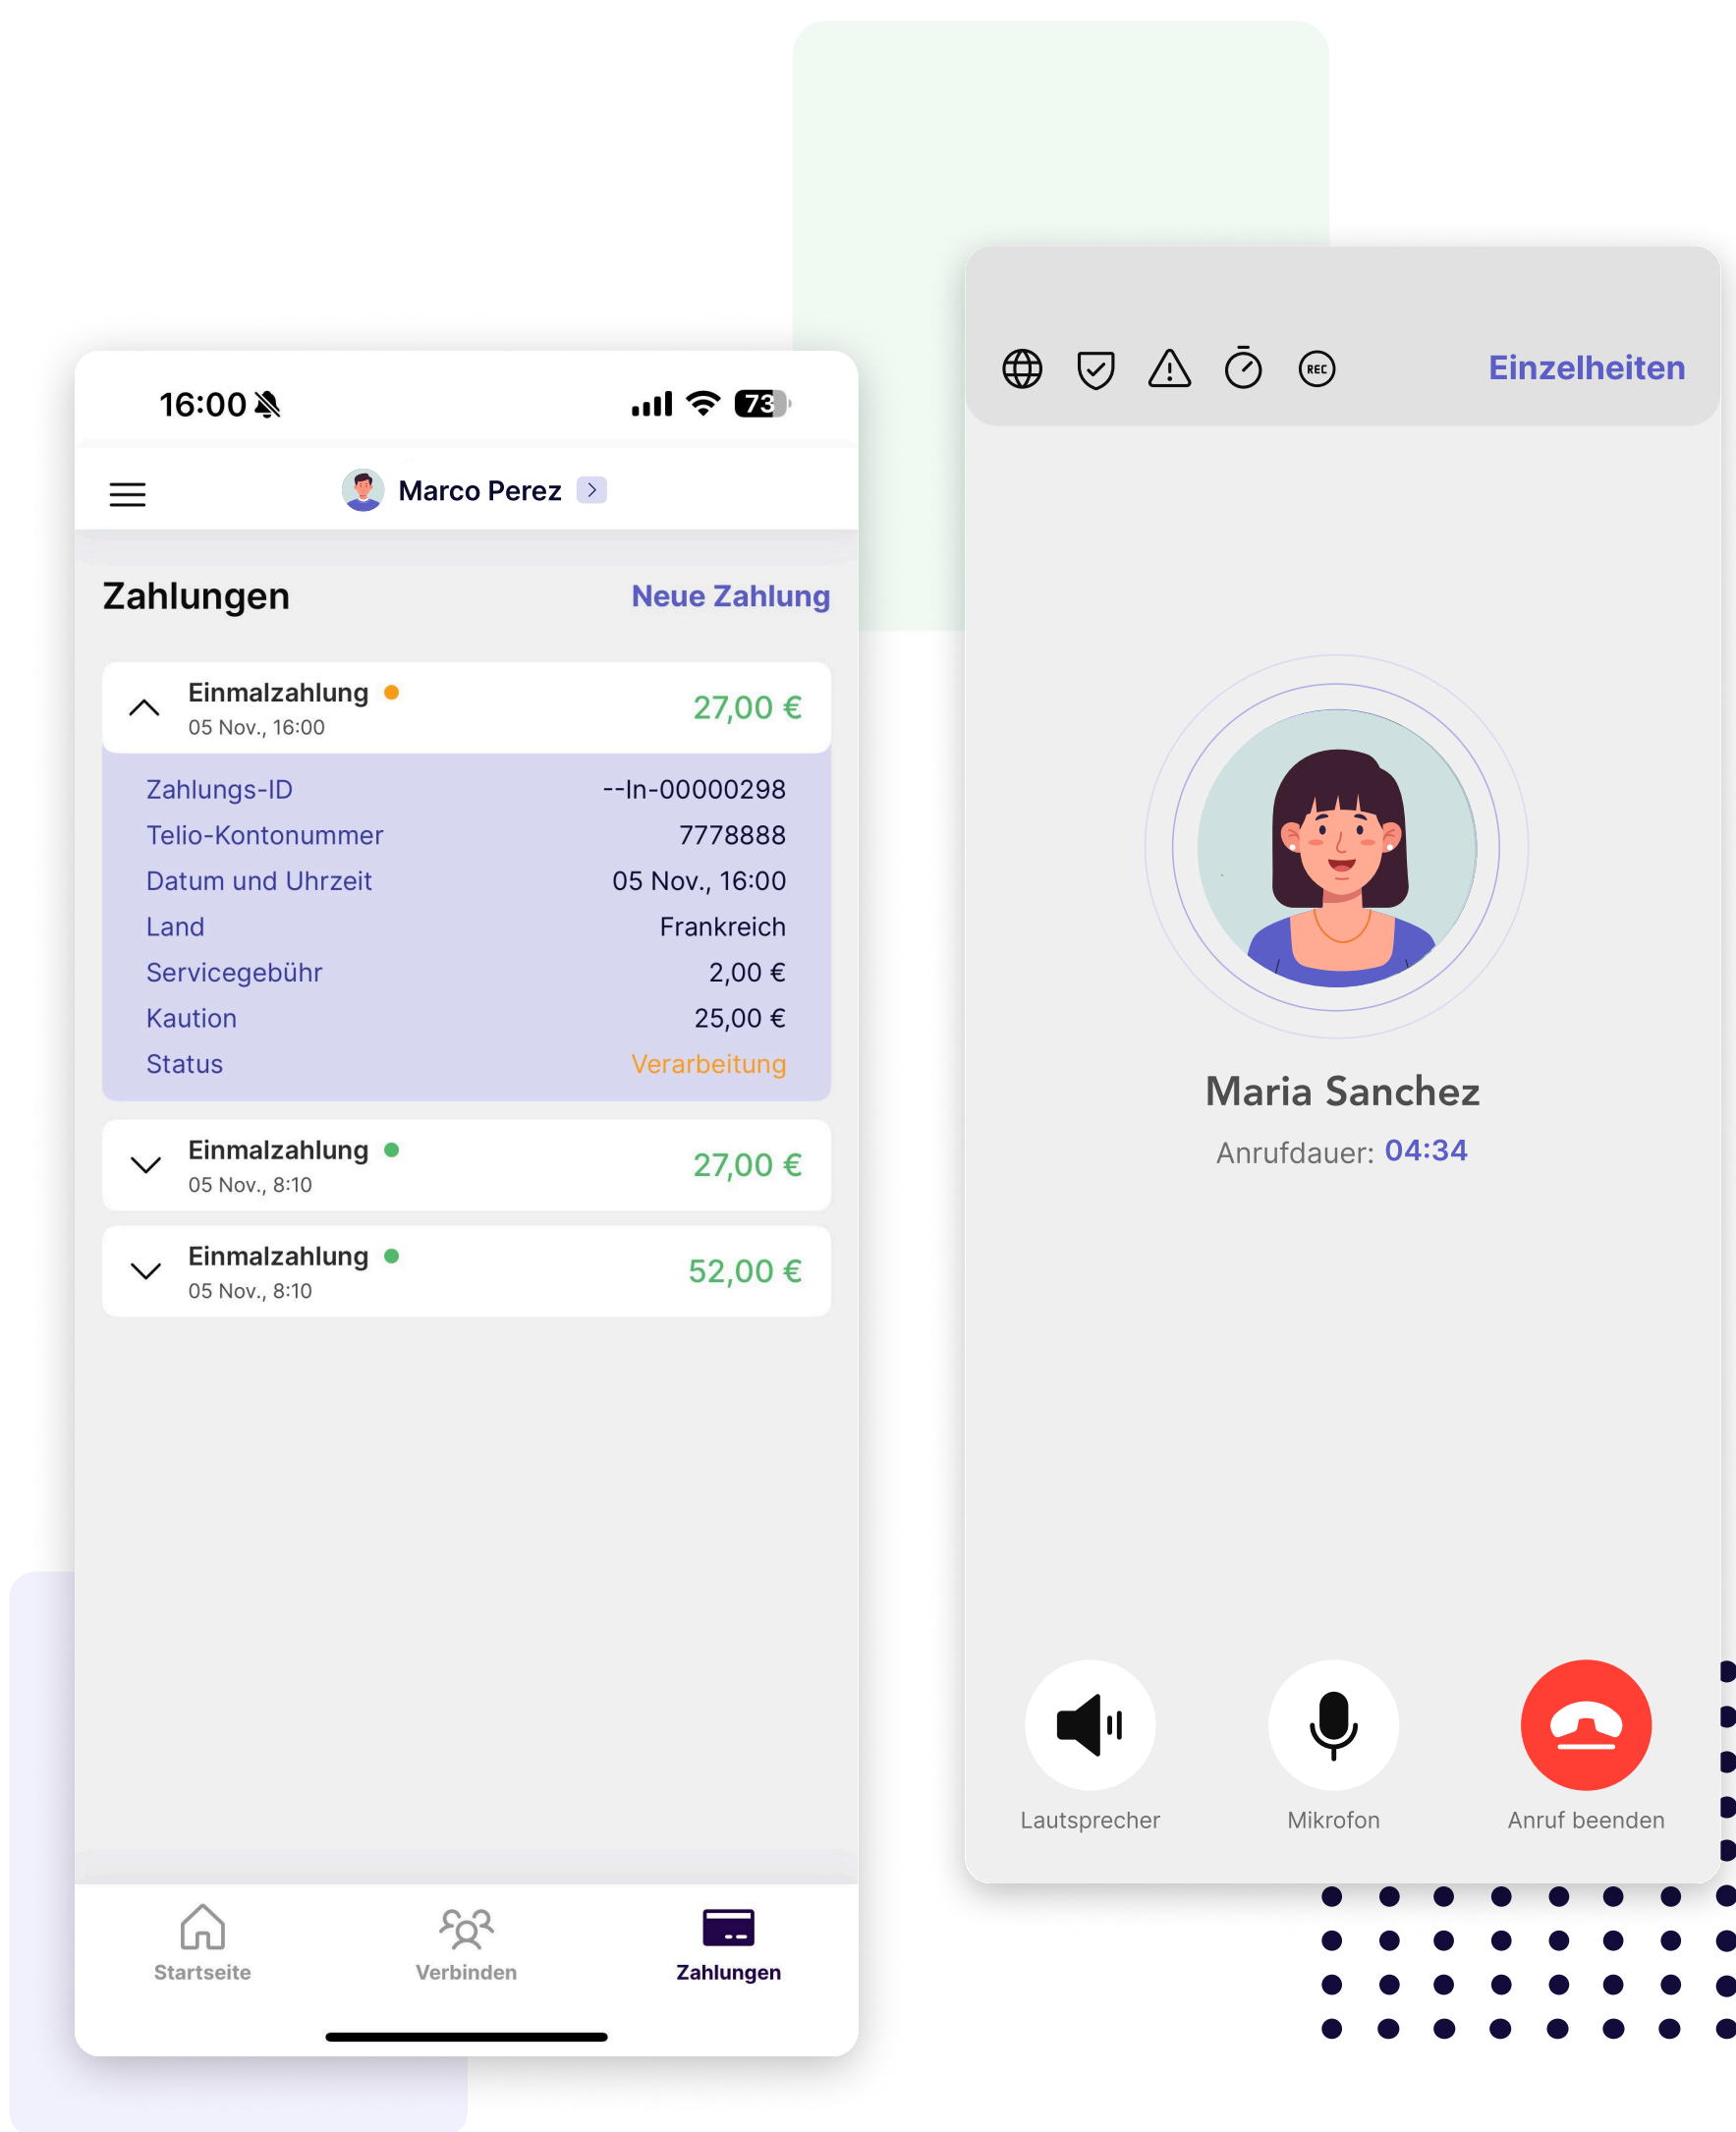 16:00
73
Marco Perez
Zahlungen
Neue Zahlung
Einmalzahlung
27,00 €
05 Nov., 16:00
Zahlungs-ID --In-00000298
Telio-Kontonummer 7778888
Datum und Uhrzeit 05 Nov., 16:00
Land Frankreich
Servicegebühr 2,00 €
Kaution 25,00 €
Status Verarbeitung
Einmalzahlung
27,00 €
05 Nov., 8:10
Einmalzahlung
52,00 €
05 Nov., 8:10
Startseite
Verbinden
Zahlungen
REC
Einzelheiten
Maria Sanchez
Anrufdauer: 04:34
Lautsprecher
Mikrofon
Anruf beenden